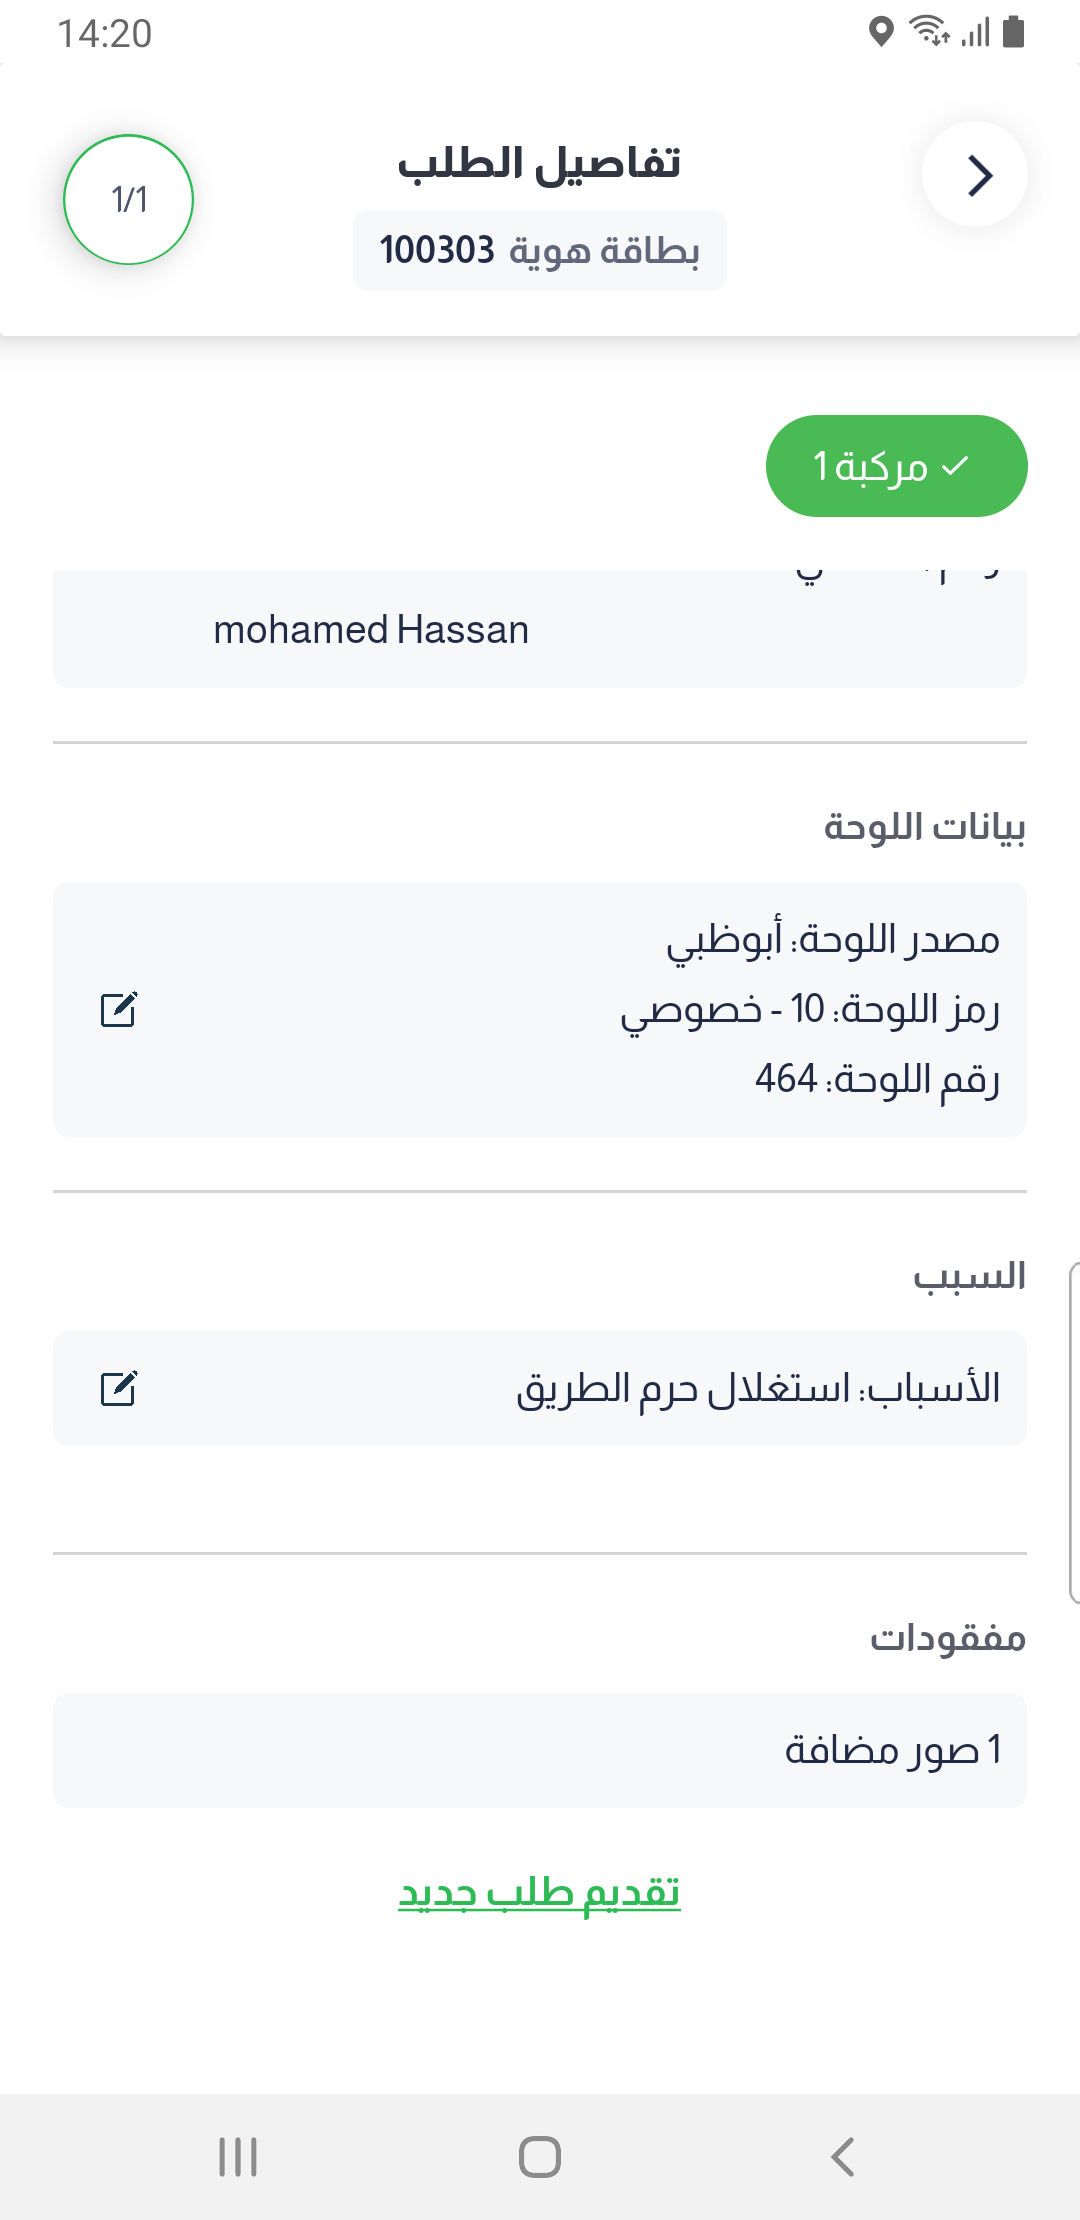 14:20
تفاصيل الطلب
1/1
بطاقة هوية 100303
مركبة 1
mohamed Hassan
بيانات اللوحة
مصدر اللوحة: أبوظبي
رمز اللوحة: 10 - خصوصي
رقم اللوحة: 464
السبب
الأسباب: استغلال حرم الطريق
مفقودات
1 صور مضافة
تقديم طلب جديد